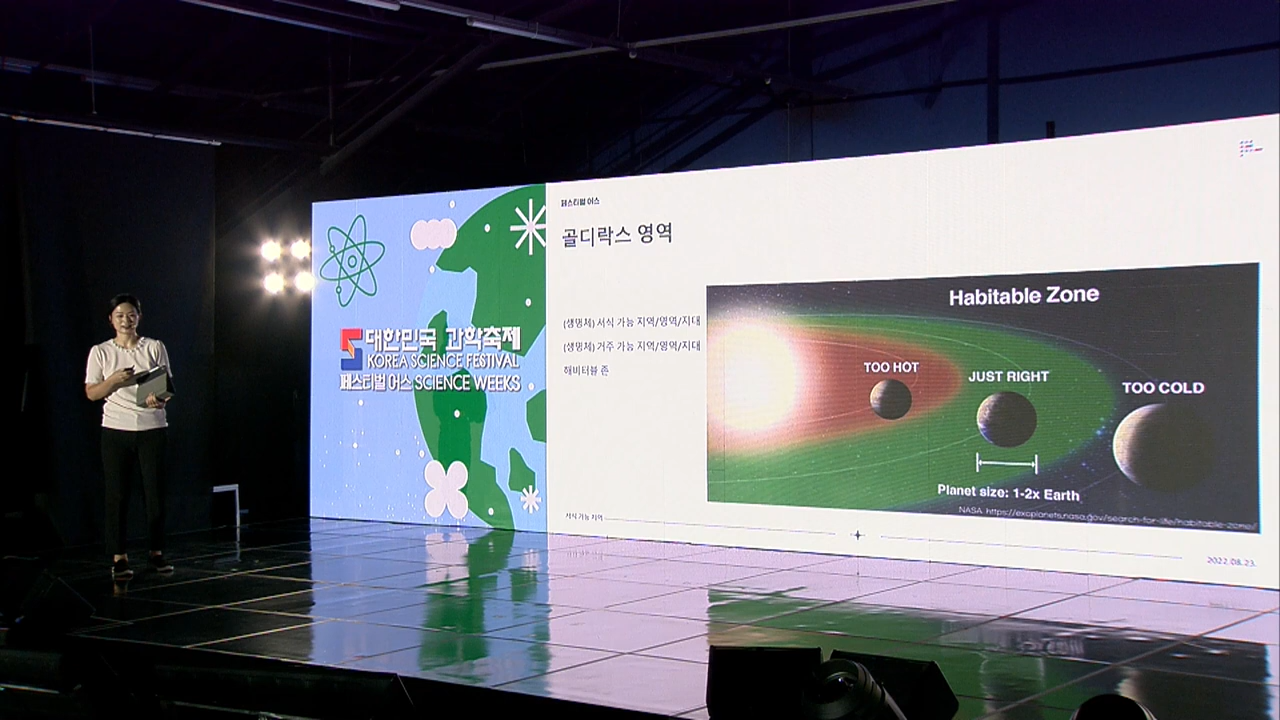 대한민국 과학축제
KOREA SCIENCE FESTIVAL
페스티벌 어스 SCIENCE WEEKS
페스티벌 어스
골디락스 영역
(생명체) 서식 가능 지역/영역/지대
(생명체) 거주 가능 지역/영역/지대
해비터블 존
Habitable Zone
TOO HOT
JUST RIGHT
TOO COLD
Planet size: 1-2x Earth
NASA https://exoplanets.nasa.gov/search-for-life/habitable-zone/
서식 가능 지역
2022.08.23.